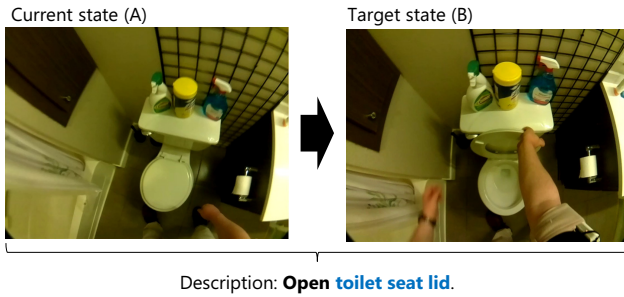 Current state (A)
Target state (B)
Description: Open toilet seat lid.